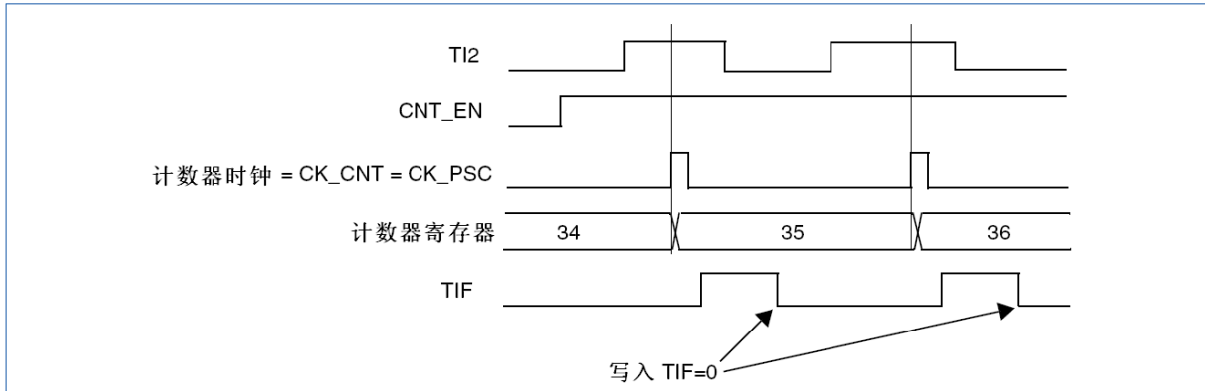 TI2
CNT_EN
计数器时钟 = CK_CNT = CK_PSC
计数器寄存器 34 35 36
TIF
写入 TIF=0